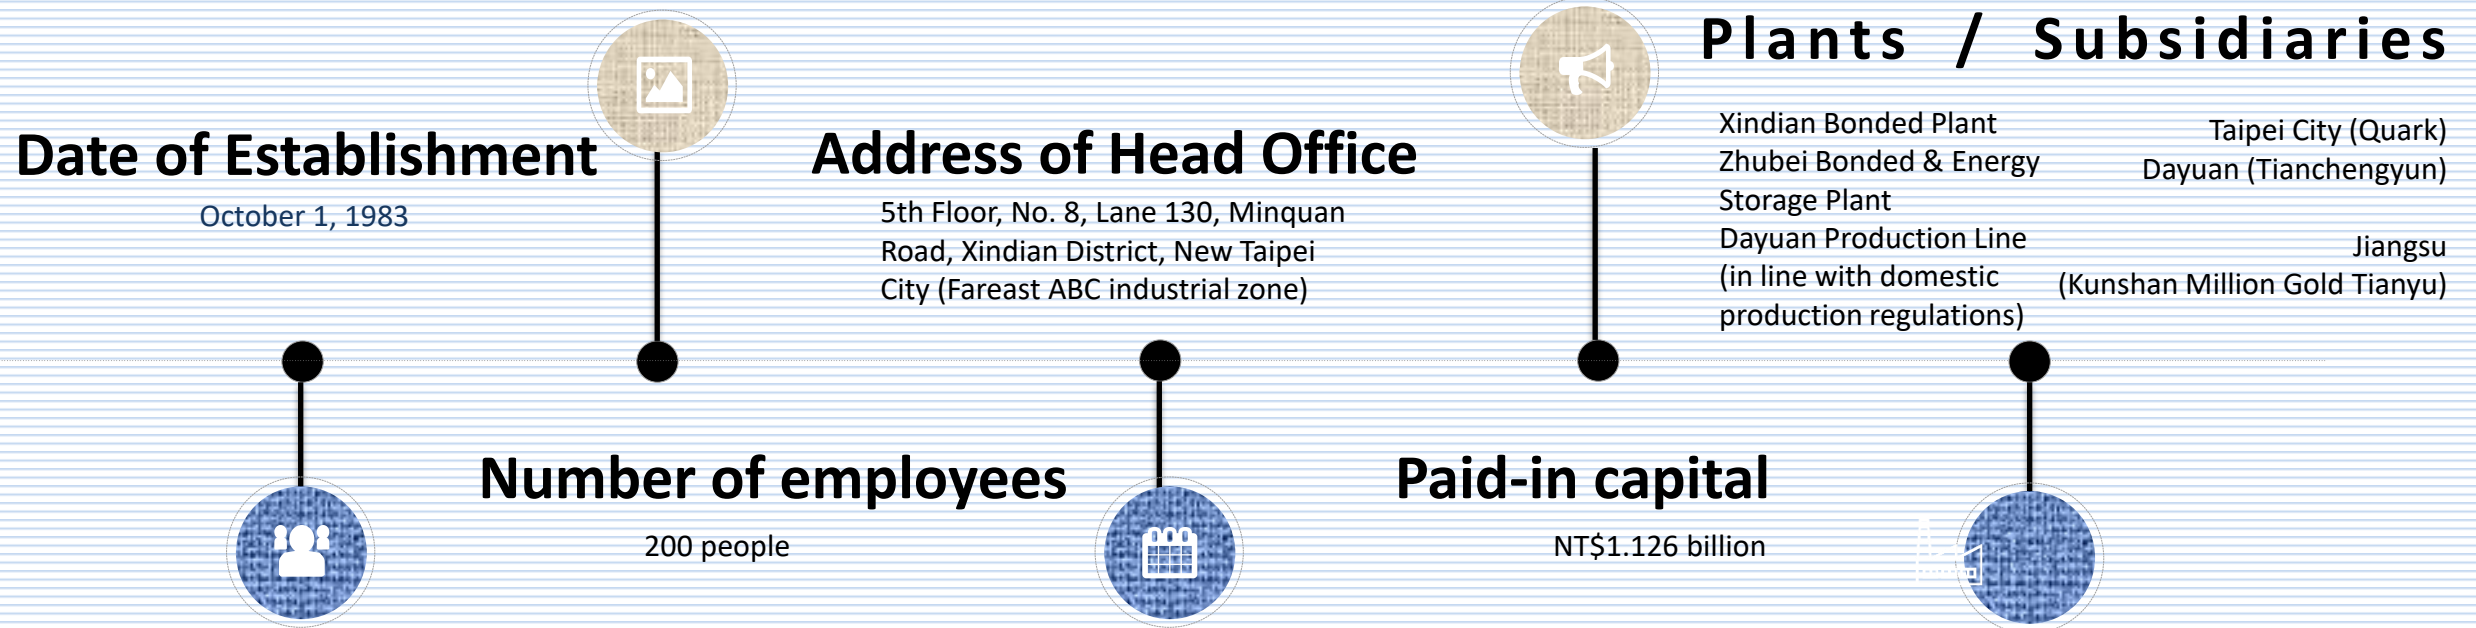 Date of Establishment
October 1, 1983
Number of employees
200 people
Address of Head Office
5th Floor, No. 8, Lane 130, Minquan
Road, Xindian District, New Taipei
City (Fareast ABC industrial zone)
Paid-in capital
NT$1.126 billion
Plants / Subsidiaries
Xindian Bonded Plant
Zhubei Bonded & Energy
Storage Plant
Dayuan Production Line
(in line with domestic
production regulations)
Taipei City (Quark)
Dayuan (Tianchengyun)
Jiangsu
(Kunshan Million Gold Tianyu)